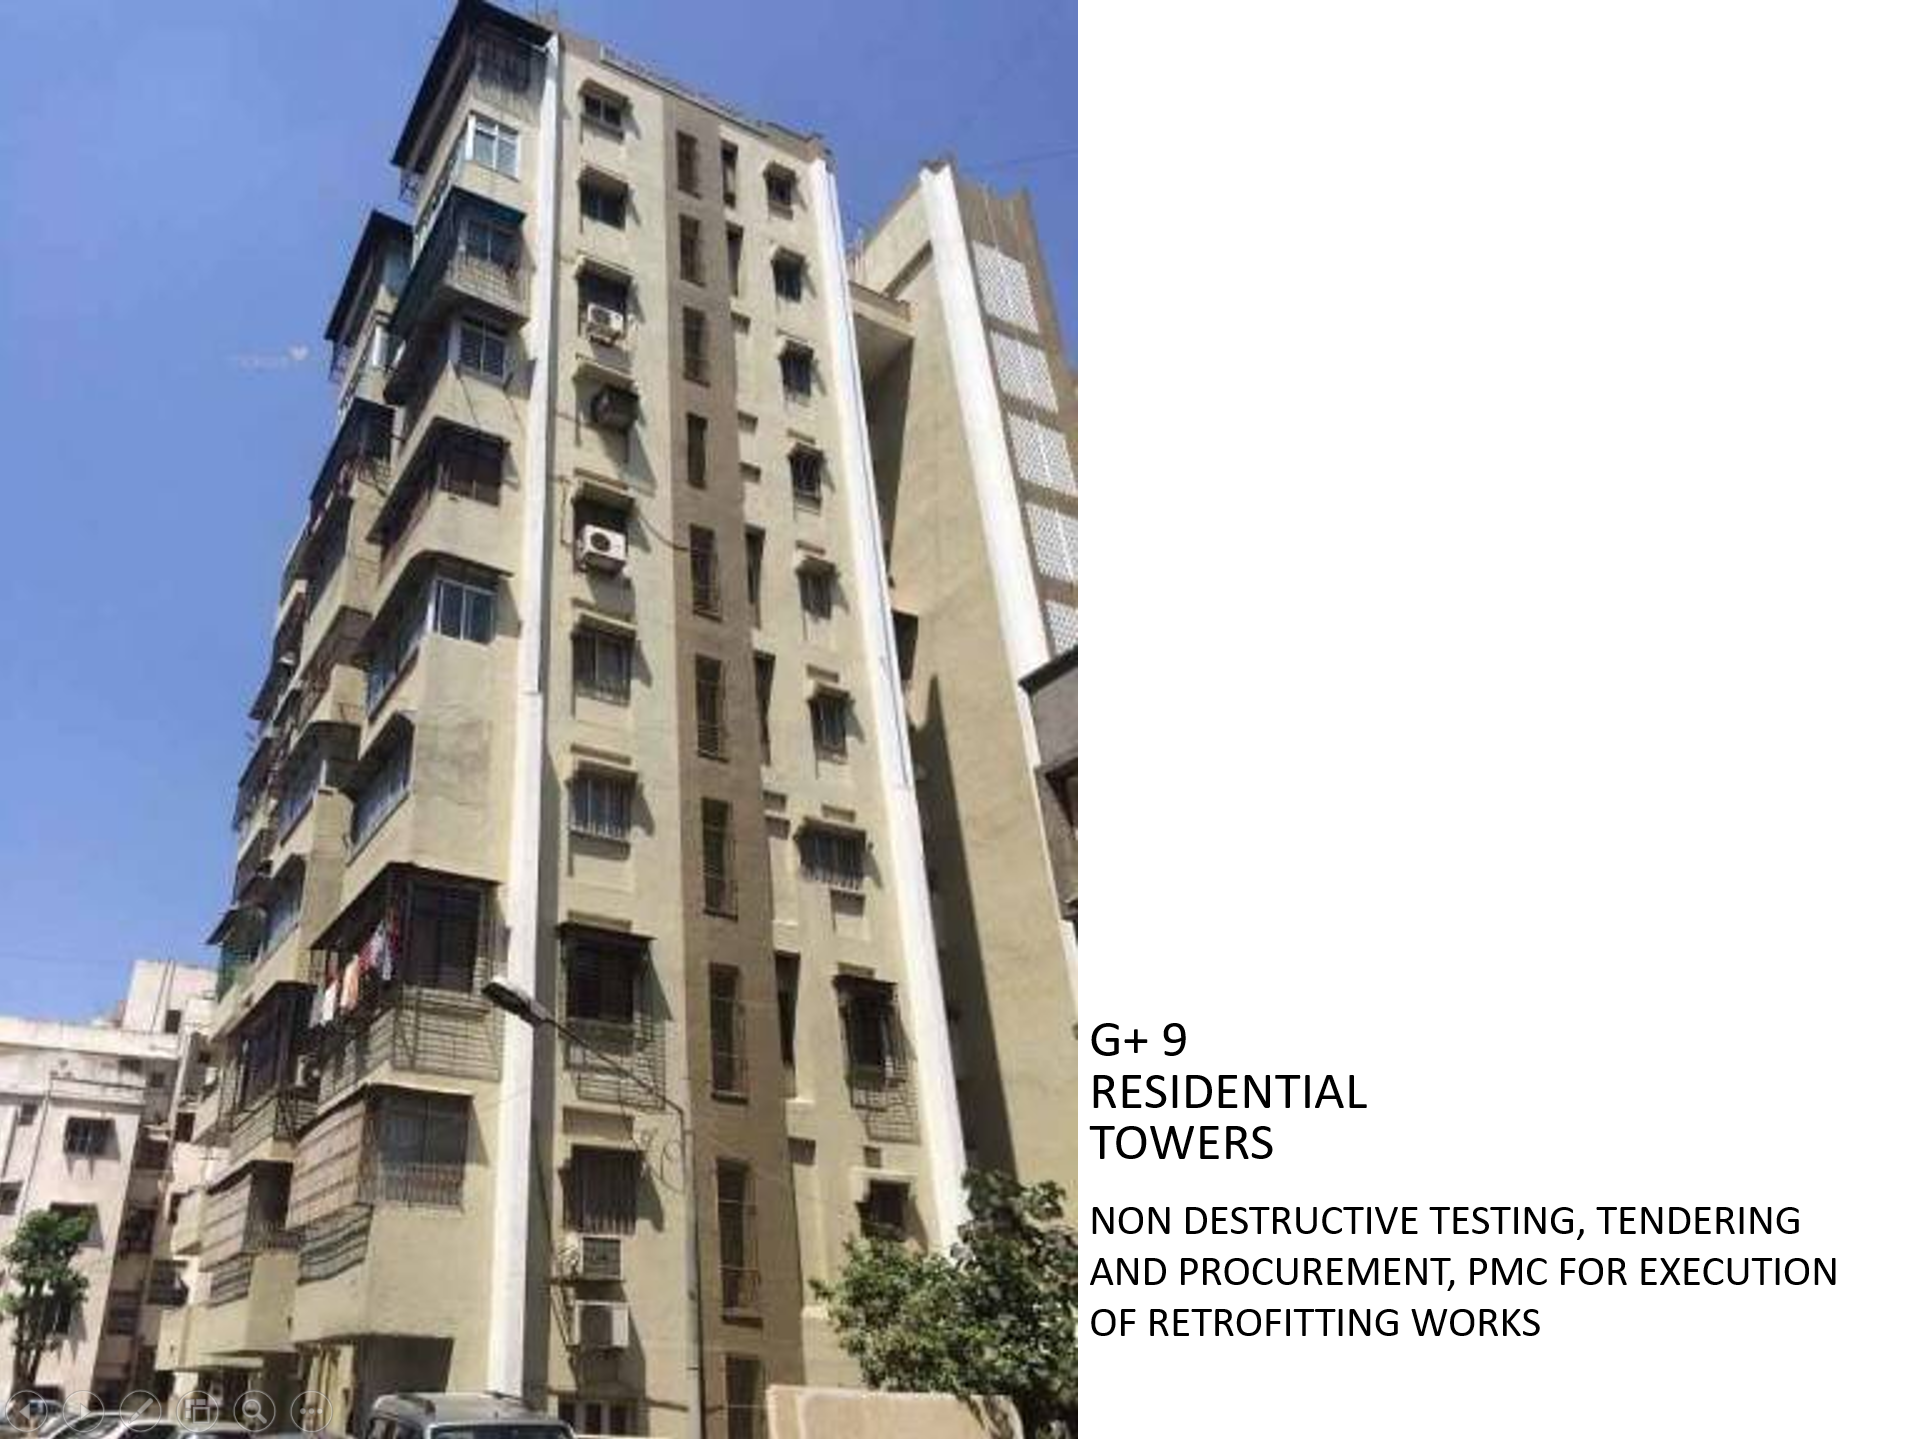 G+ 9
RESIDENTIAL
TOWERS
NON DESTRUCTIVE TESTING, TENDERING
AND PROCUREMENT, PMC FOR EXECUTION
OF RETROFITTING WORKS